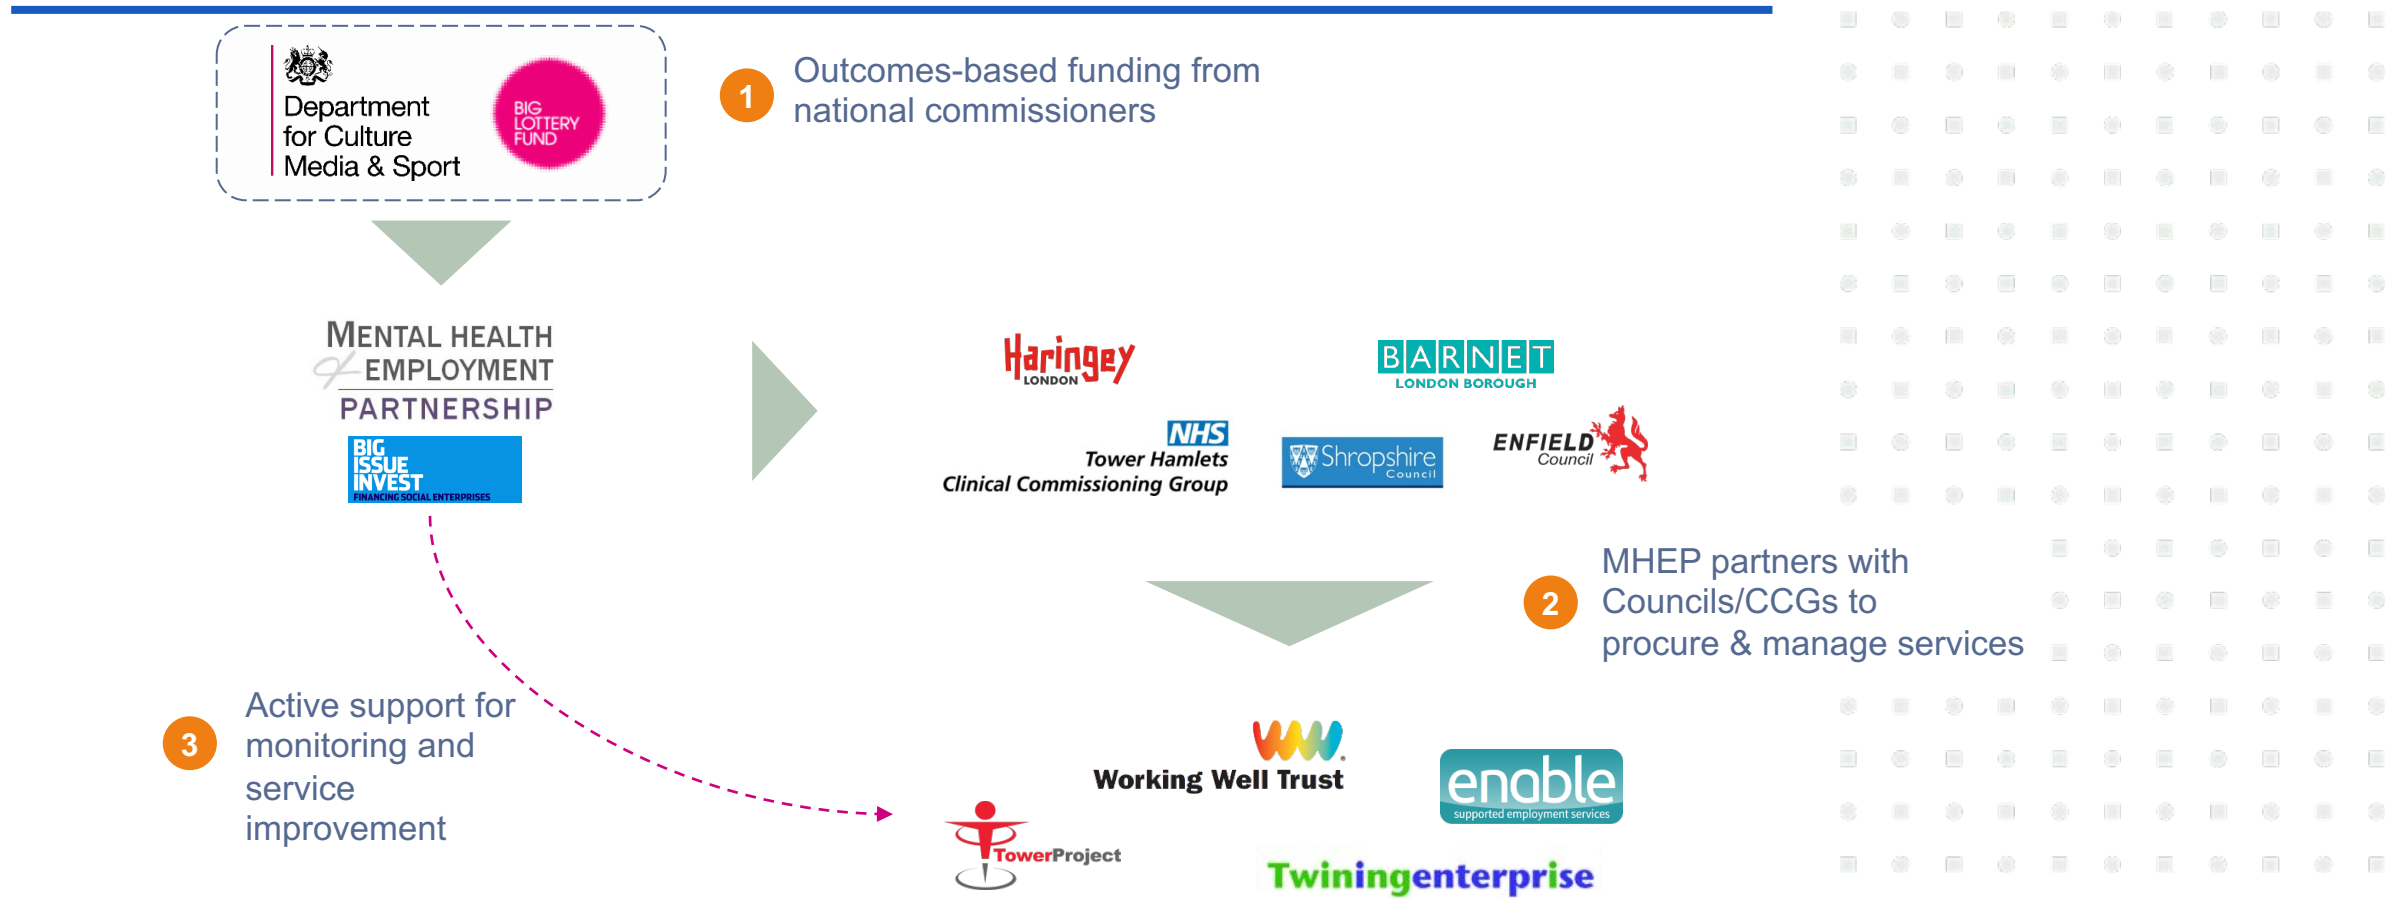 Department
for Culture
Media & Sport
BIG
LOTTERY
FUND
1
Outcomes-based funding from
national commissioners
MENTAL HEALTH
& EMPLOYMENT
PARTNERSHIP
BIG
ISSUE
INVEST
FINANCING SOCIAL ENTERPRISES
Haringey
LONDON
BARNET
LONDON BOROUGH
NHS
Tower Hamlets
Clinical Commissioning Group
Shropshire
Council
ENFIELD
Council
2
MHEP partners with
Councils/CCGs to
procure & manage services
3
Active support for
monitoring and
service
improvement
Working Well Trust
enable
supported employment services
TowerProject
Twiningenterprise